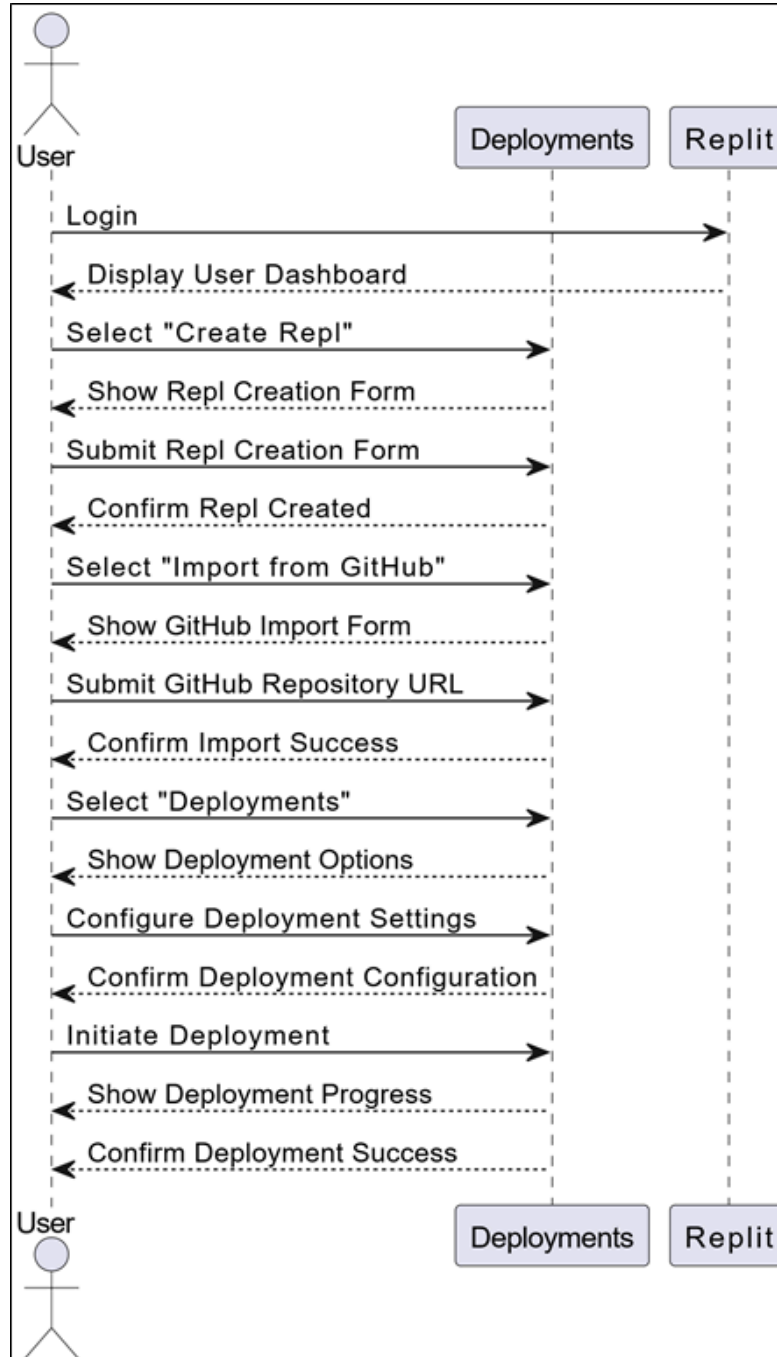 User
Deployments
Replit
Login
Display User Dashboard
Select "Create Repl"
Show Repl Creation Form
Submit Repl Creation Form
Confirm Repl Created
Select "Import from GitHub"
Show GitHub Import Form
Submit GitHub Repository URL
Confirm Import Success
Select "Deployments"
Show Deployment Options
Configure Deployment Settings
Confirm Deployment Configuration
Initiate Deployment
Show Deployment Progress
Confirm Deployment Success
User
Deployments
Replit